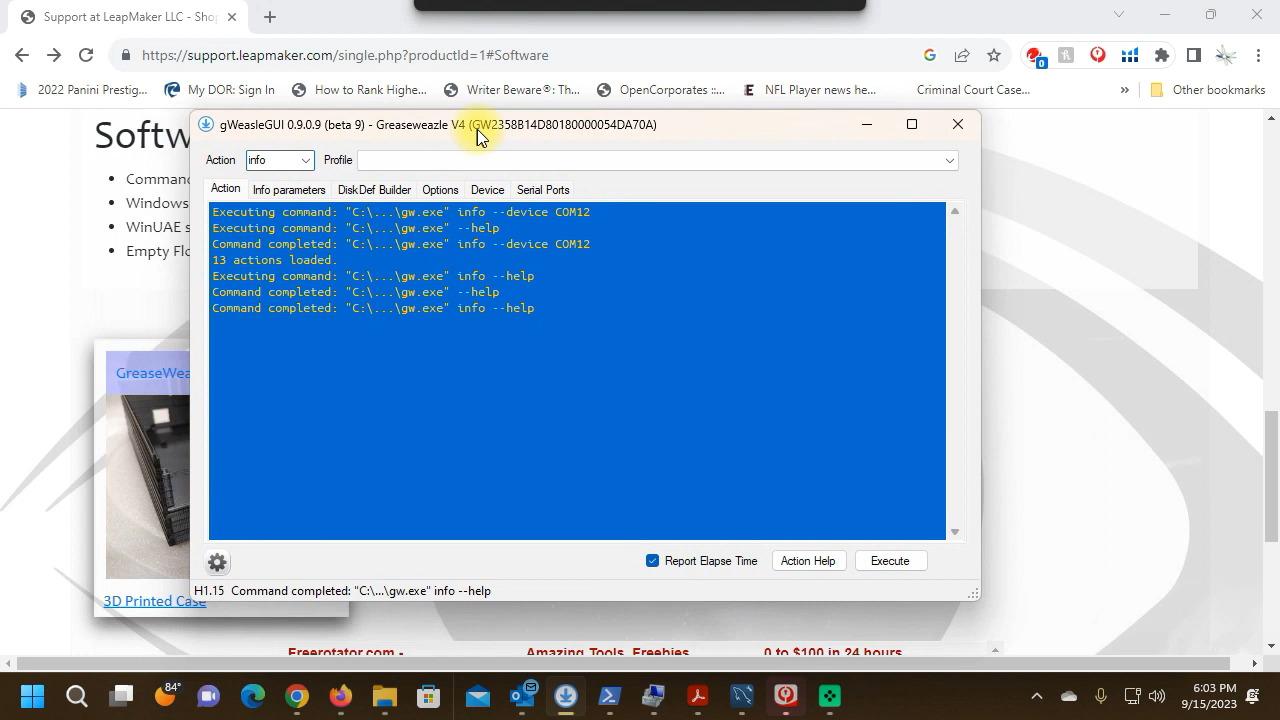 Support at LeapMaker LLC - Shop
https://support.leapmaker.com/single.php?productId=1#Software
0
2022 Panini Prestig...
My DOR: Sign In
How to Rank Highe...
Writer Beware®: Th...
OpenCorporates ::...
NFL Player news he...
Criminal Court Case...
»
Other bookmarks
Softw
Comman
Windows
WinUAE s
Empty Flo
gWeasleGUI 0.9.0.9 (beta 9) - Greaseweazle V4 (GW2358B14D80180000054DA70A)
Action
info
Profile
Action
Info parameters
DiskDef Builder
Options
Device
Serial Ports
Executing command: "C:\...\gw.exe" info --device COM12
Executing command: "C:\...\gw.exe" --help
Command completed: "C:\...\gw.exe" info --device COM12
13 actions loaded.
Executing command: "C:\...\gw.exe" info --help
Command completed: "C:\...\gw.exe" --help
Command completed: "C:\...\gw.exe" info --help
Report Elapse Time
Action Help
Execute
H1.15 Command completed: "C:\...\gw.exe" info --help
GreaseWea
3D Printed Case
Freerotator.com -
Amazing Tools, Freebies
0 to $100 in 24 hours
84°
6:03 PM
9/15/2023